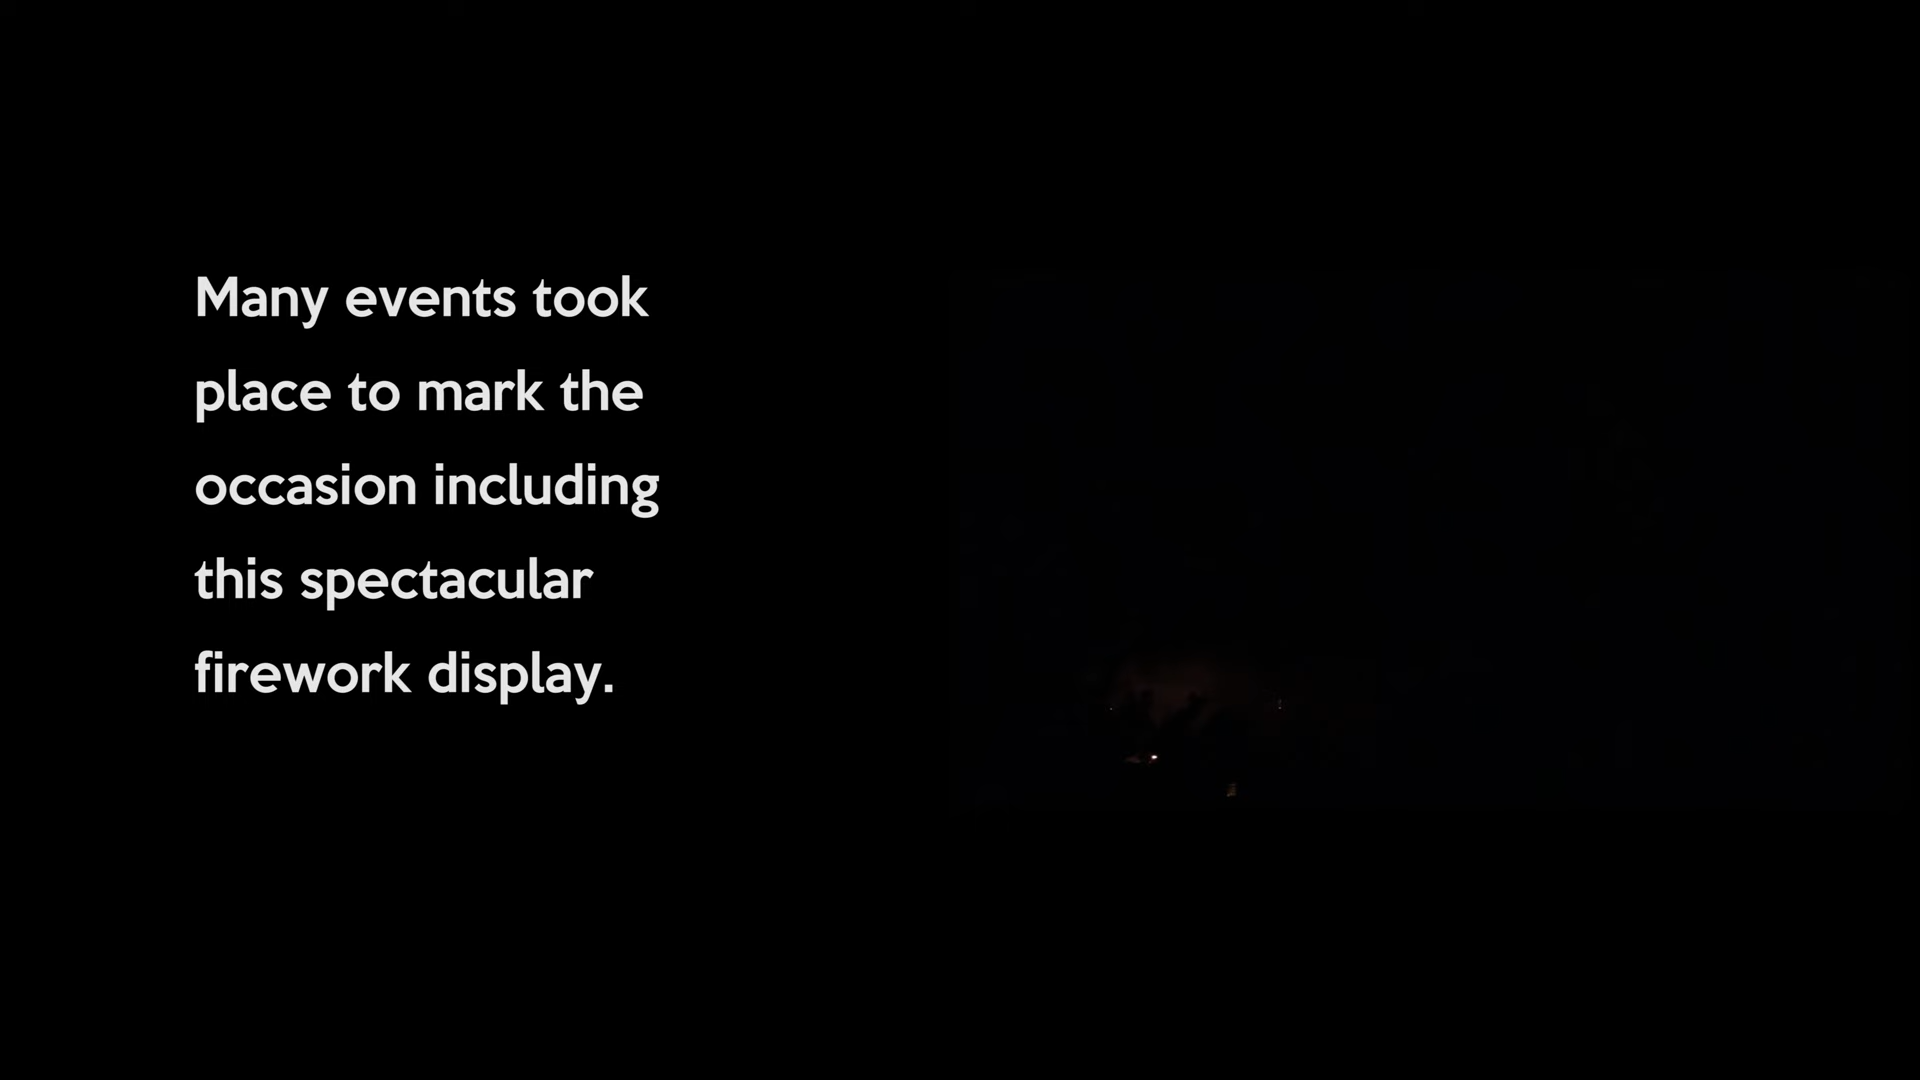 Many events took
place to mark the
occasion including
this spectacular
firework display.